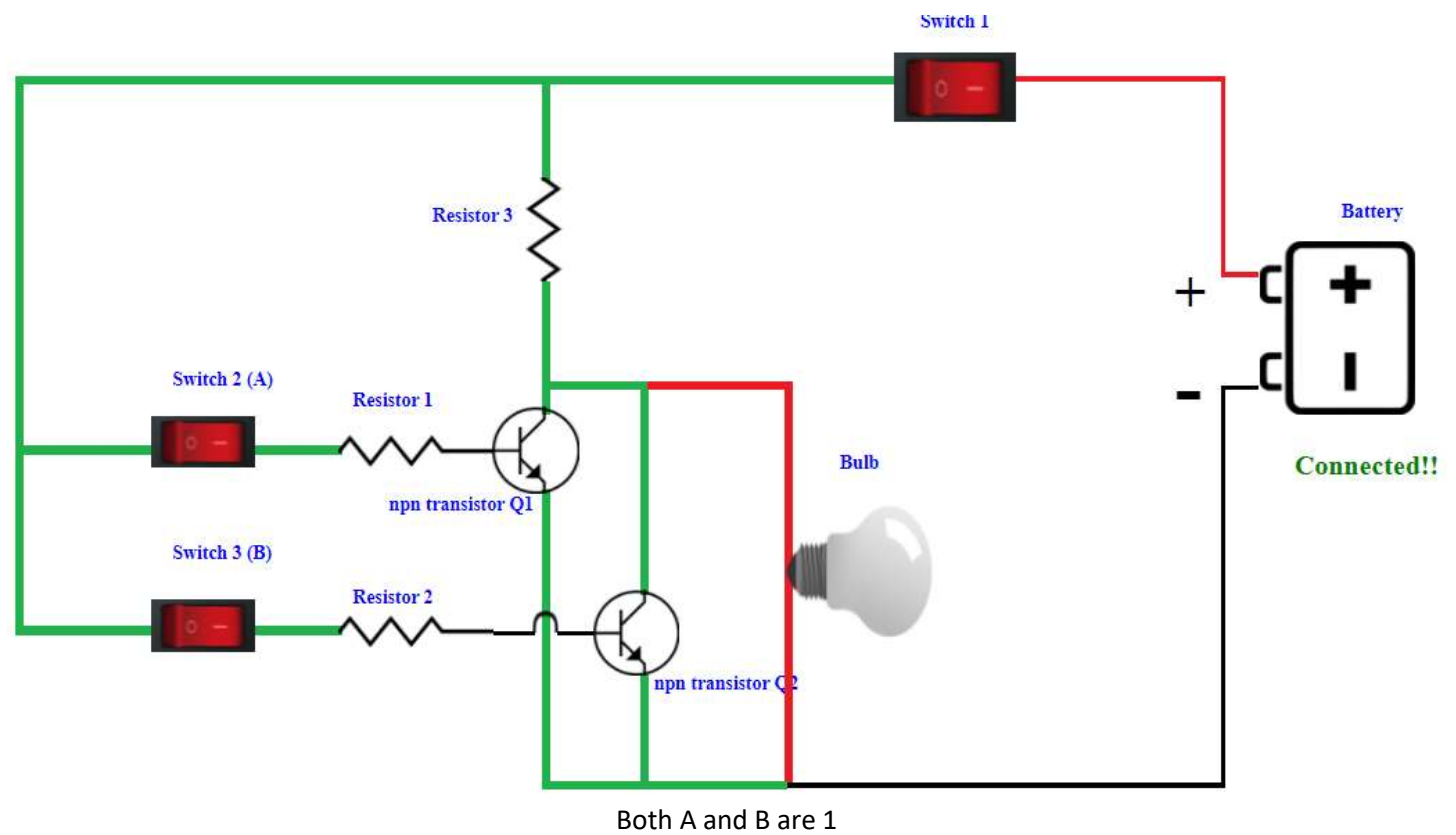 Switch 1
Resistor 3
Battery
+
-
Switch 2 (A)
Resistor 1
Bulb
Connected!!
npn transistor Q1
Switch 3 (B)
Resistor 2
npn transistor Q2
Both A and B are 1